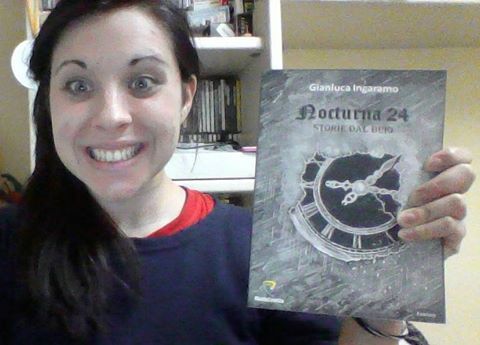 Gianluca Ingaramo
Nocturna 24
STORIE DAL BUIO